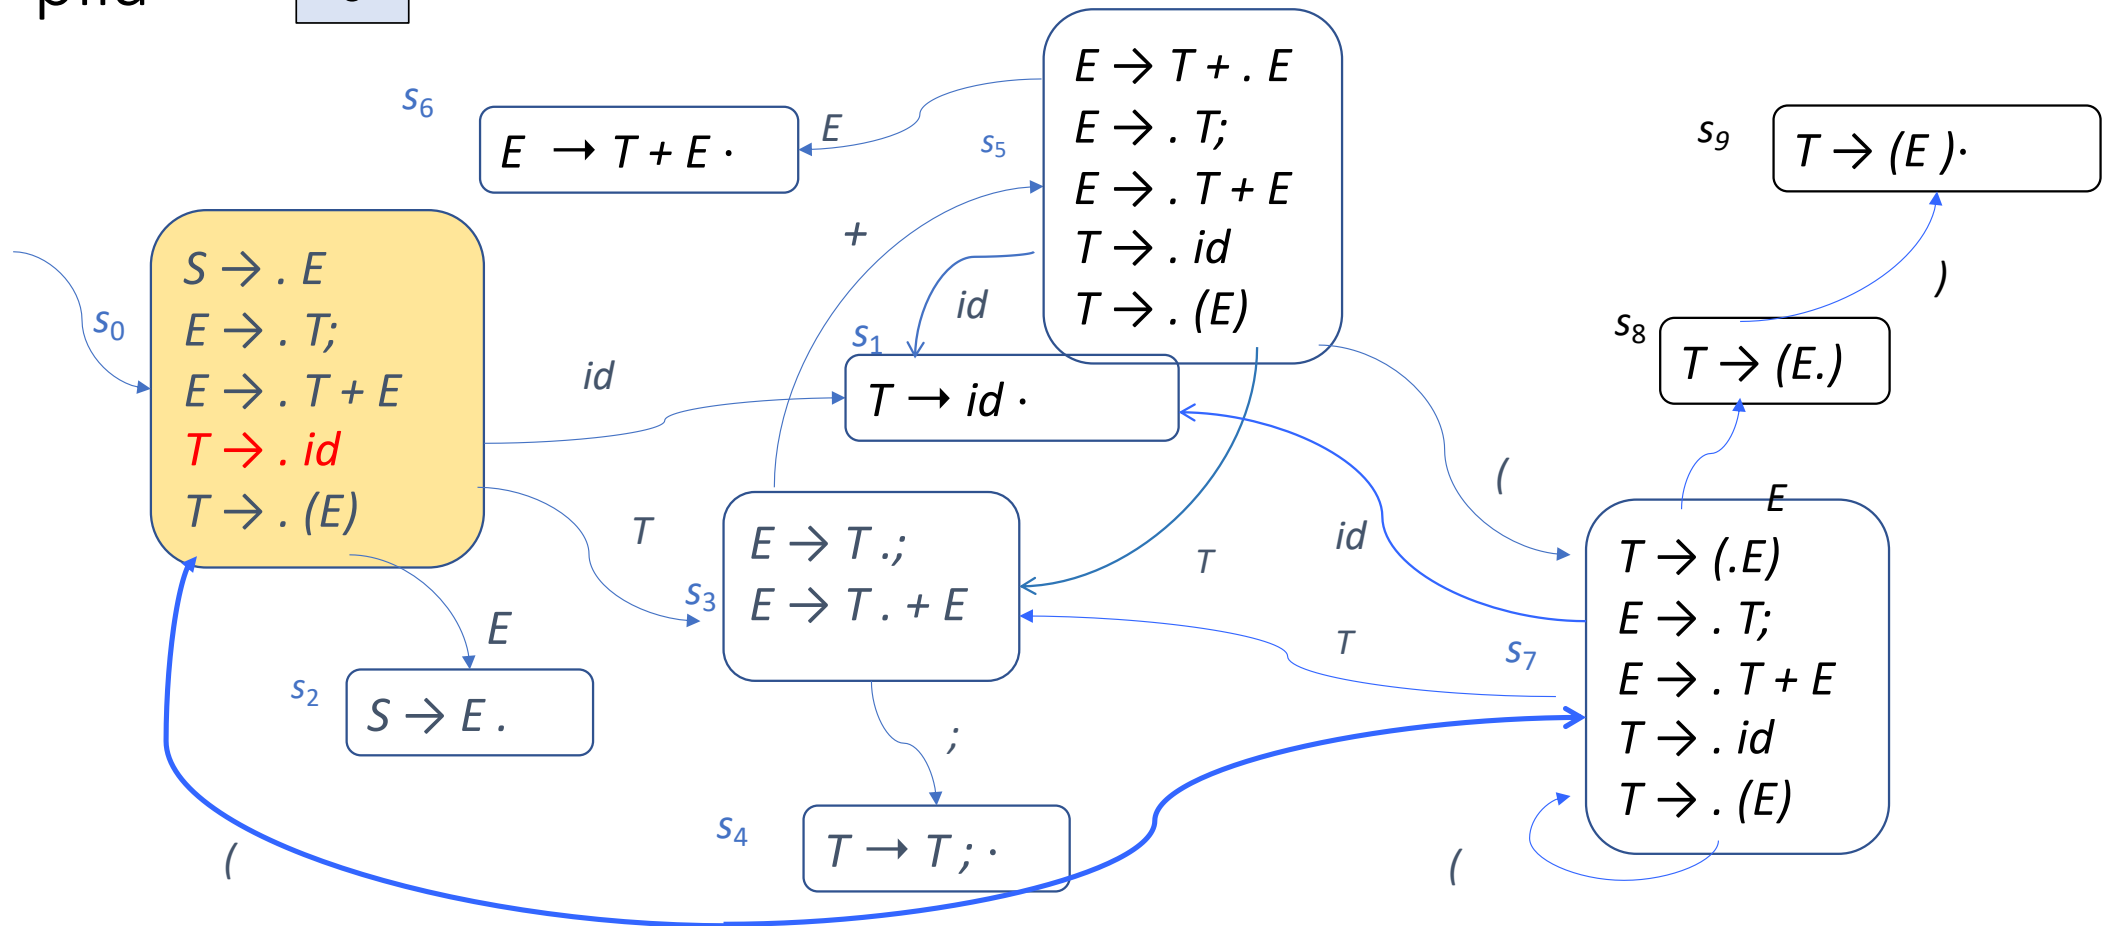 s6
E → T + E ·
E
s5
E → T + . E
E → . T;
E → . T + E
T → . id
T → . (E)
s9
T → (E )·
)
s8
T → (E.)
E
+
id
s0
S → . E
E → . T;
E → . T + E
T → . id
T → . (E)
id
s1
T → id ·
(
id
T
T
E
s3
E → T .;
E → T . + E
T
s7
T → (.E)
E → . T;
E → . T + E
T → . id
T → . (E)
(
s2
S → E .
;
s4
T → T ; ·
(